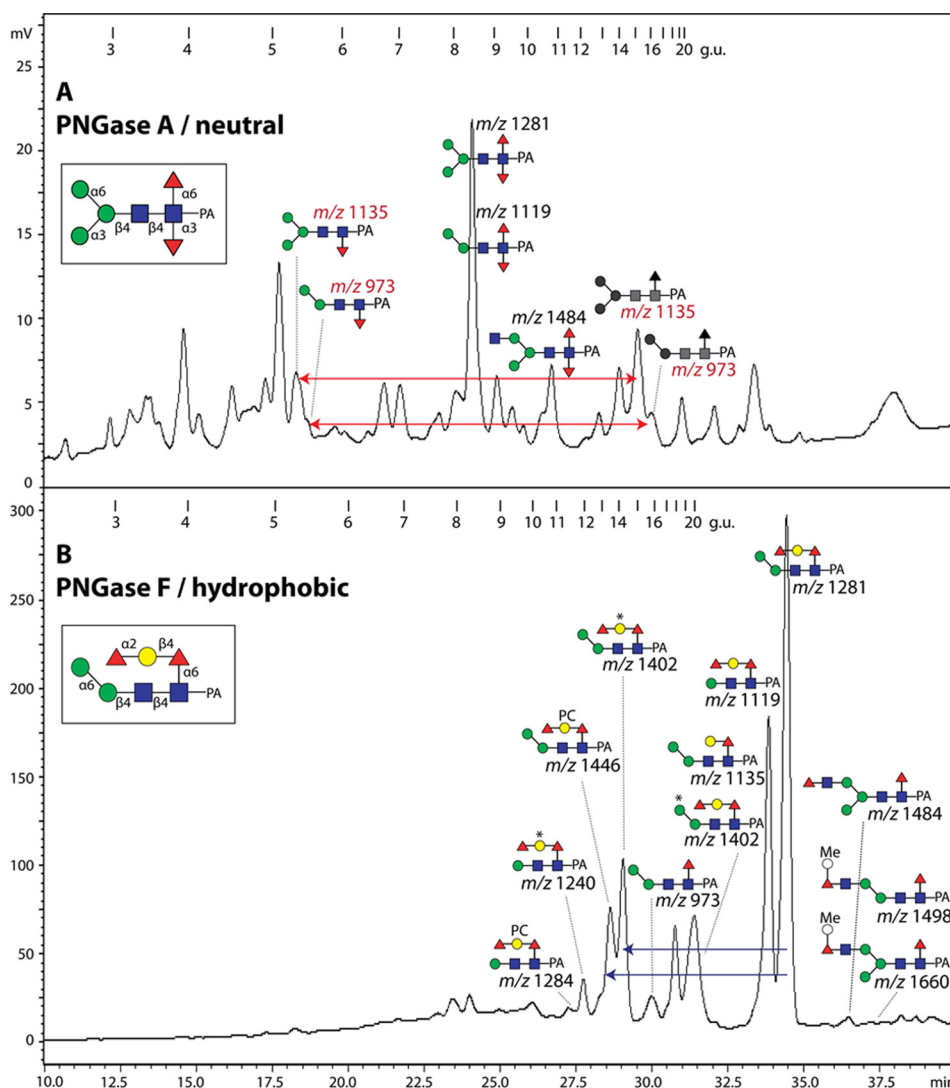 mV
3 4 5 6 7 8 9 10 11 12 14 16 20 g.u.
25
20
15
10
5
0
A
PNGase A / neutral
α6
α6
PA
β4 β4
α3
α3
m/z 1281
PA
m/z 1135
PA
m/z 1119
PA
m/z 973
PA
m/z 1484
PA
PA
m/z 1135
PA
m/z 973
3 4 5 6 7 8 9 10 11 12 14 16 20 g.u.
300
250
200
150
100
50
0
B
PNGase F / hydrophobic
α2 β4
α6
α6
PA
β4 β4
PA
m/z 1281
*
PA
m/z 1402
PA
m/z 1119
PC
PA
m/z 1446
PA
m/z 1135
*
PA
m/z 1402
PA
m/z 1484
*
PA
m/z 1240
PA
m/z 973
Me
PA
m/z 1498
PC
PA
m/z 1284
Me
PA
m/z 1660
10.0 12.5 15.0 17.5 20.0 22.5 25.0 27.5 30.0 32.5 35.0 37.5